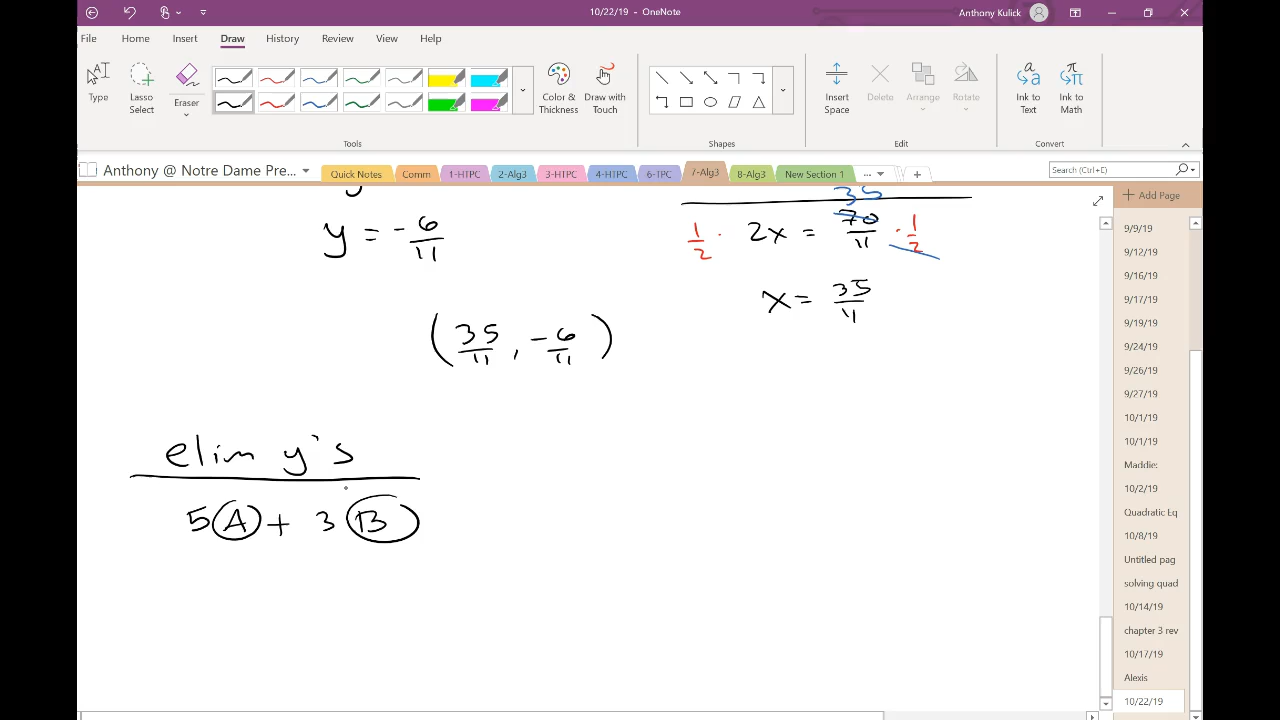 10/22/19 - OneNote
Anthony Kulick
File Home Insert Draw History Review View Help
Type
Lasso Select
Eraser
Color & Thickness
Draw with Touch
Insert Space
Delete
Arrange
Rotate
Ink to Text
Ink to Math
Tools
Shapes
Edit
Convert
Anthony @ Notre Dame Pre...
Quick Notes Comm 1-HTPC 2-Alg3 3-HTPC 4-HTPC 6-TPC 7-Alg3 8-Alg3 New Section 1 ... +
Search (Ctrl+E)
+ Add Page
9/9/19
9/12/19
9/16/19
9/17/19
9/19/19
9/24/19
9/26/19
9/27/19
10/1/19
10/1/19
Maddie:
10/2/19
Quadratic Eq
10/8/19
Untitled pag
solving quad
10/14/19
chapter 3 rev
10/17/19
Alexis
10/22/19
y = -6/11
35
1/2 · 2x = 70/11 · 1/2
x = 35/11
(35/11, -6/11)
elim y's
5(A) + 3(B)